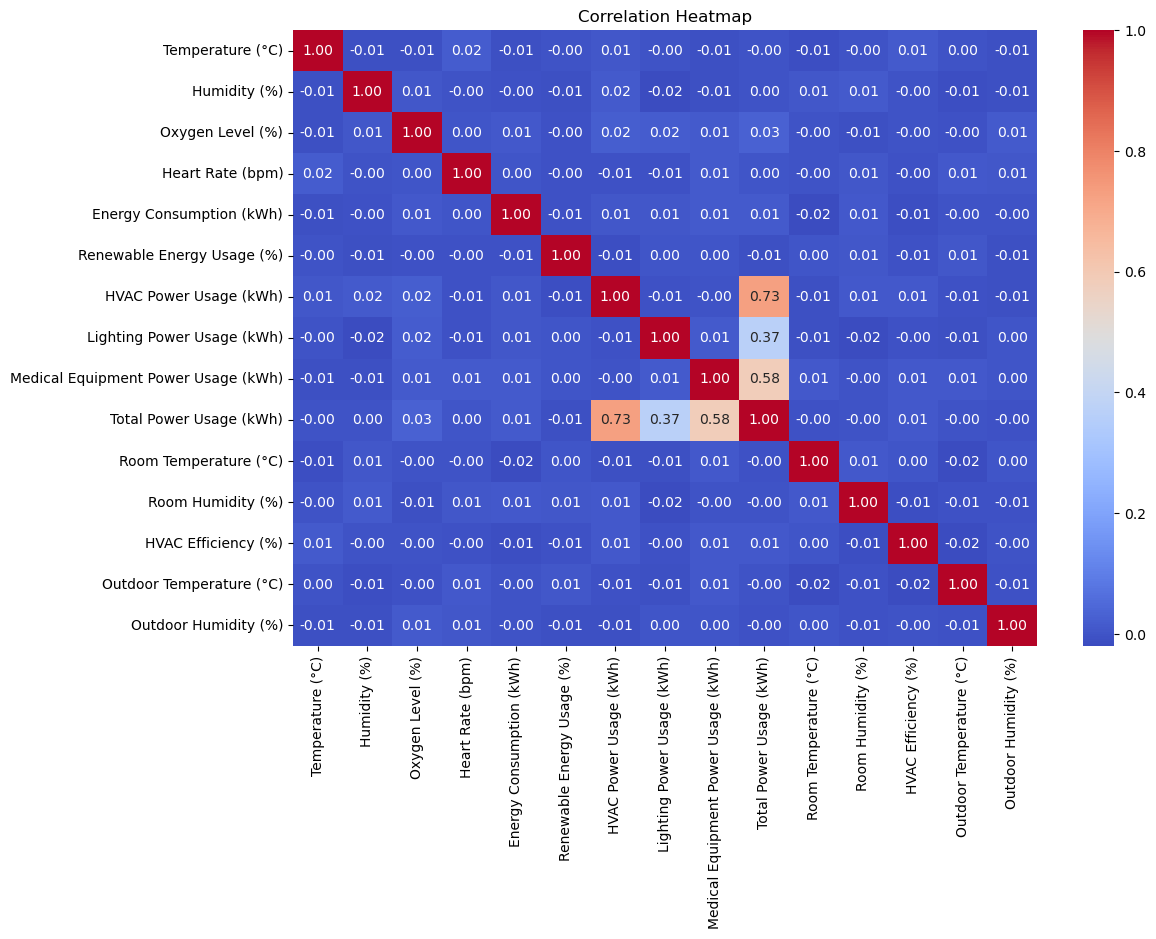 Correlation Heatmap
Temperature (°C) 1.00 -0.01 -0.01 0.02 -0.01 -0.00 0.01 -0.00 -0.01 -0.00 -0.01 -0.00 0.01 0.00 -0.01
Humidity (%) -0.01 1.00 0.01 -0.00 -0.00 -0.01 0.02 -0.02 -0.01 0.00 0.01 0.01 -0.00 -0.01 -0.01
Oxygen Level (%) -0.01 0.01 1.00 0.00 0.01 -0.00 0.02 0.02 0.01 0.03 -0.00 -0.01 -0.00 -0.00 0.01
Heart Rate (bpm) 0.02 -0.00 0.00 1.00 0.00 -0.00 -0.01 -0.01 0.01 0.00 -0.00 0.01 -0.00 0.01 0.01
Energy Consumption (kWh) -0.01 -0.00 0.01 0.00 1.00 -0.01 0.01 0.01 0.01 0.01 -0.02 0.01 -0.01 -0.00 -0.00
Renewable Energy Usage (%) -0.00 -0.01 -0.00 -0.00 -0.01 1.00 -0.01 0.00 0.00 -0.01 0.00 0.01 -0.01 0.01 -0.01
HVAC Power Usage (kWh) 0.01 0.02 0.02 -0.01 0.01 -0.01 1.00 -0.01 -0.00 0.73 -0.01 0.01 0.01 -0.01 -0.01
Lighting Power Usage (kWh) -0.00 -0.02 0.02 -0.01 0.01 0.00 -0.01 1.00 0.01 0.37 -0.01 -0.02 -0.00 -0.01 0.00
Medical Equipment Power Usage (kWh) -0.01 -0.01 0.01 0.01 0.01 0.00 -0.00 0.01 1.00 0.58 0.01 -0.00 0.01 0.01 0.00
Total Power Usage (kWh) -0.00 0.00 0.03 0.00 0.01 -0.01 0.73 0.37 0.58 1.00 -0.00 -0.00 0.01 -0.00 -0.00
Room Temperature (°C) -0.01 0.01 -0.00 -0.00 -0.02 0.00 -0.01 -0.01 0.01 -0.00 1.00 0.01 0.00 -0.02 0.00
Room Humidity (%) -0.00 0.01 -0.01 0.01 0.01 0.01 0.01 -0.02 -0.00 -0.00 0.01 1.00 -0.01 -0.01 -0.01
HVAC Efficiency (%) 0.01 -0.00 -0.00 -0.00 -0.01 -0.01 0.01 -0.00 0.01 0.01 0.00 -0.01 1.00 -0.02 -0.00
Outdoor Temperature (°C) 0.00 -0.01 -0.00 0.01 -0.00 0.01 -0.01 -0.01 0.01 -0.00 -0.02 -0.01 -0.02 1.00 -0.01
Outdoor Humidity (%) -0.01 -0.01 0.01 0.01 -0.00 -0.01 -0.01 0.00 0.00 -0.00 0.00 -0.01 -0.00 -0.01 1.00
Temperature (°C)
Humidity (%)
Oxygen Level (%)
Heart Rate (bpm)
Energy Consumption (kWh)
Renewable Energy Usage (%)
HVAC Power Usage (kWh)
Lighting Power Usage (kWh)
Medical Equipment Power Usage (kWh)
Total Power Usage (kWh)
Room Temperature (°C)
Room Humidity (%)
HVAC Efficiency (%)
Outdoor Temperature (°C)
Outdoor Humidity (%)
1.0
0.8
0.6
0.4
0.2
0.0